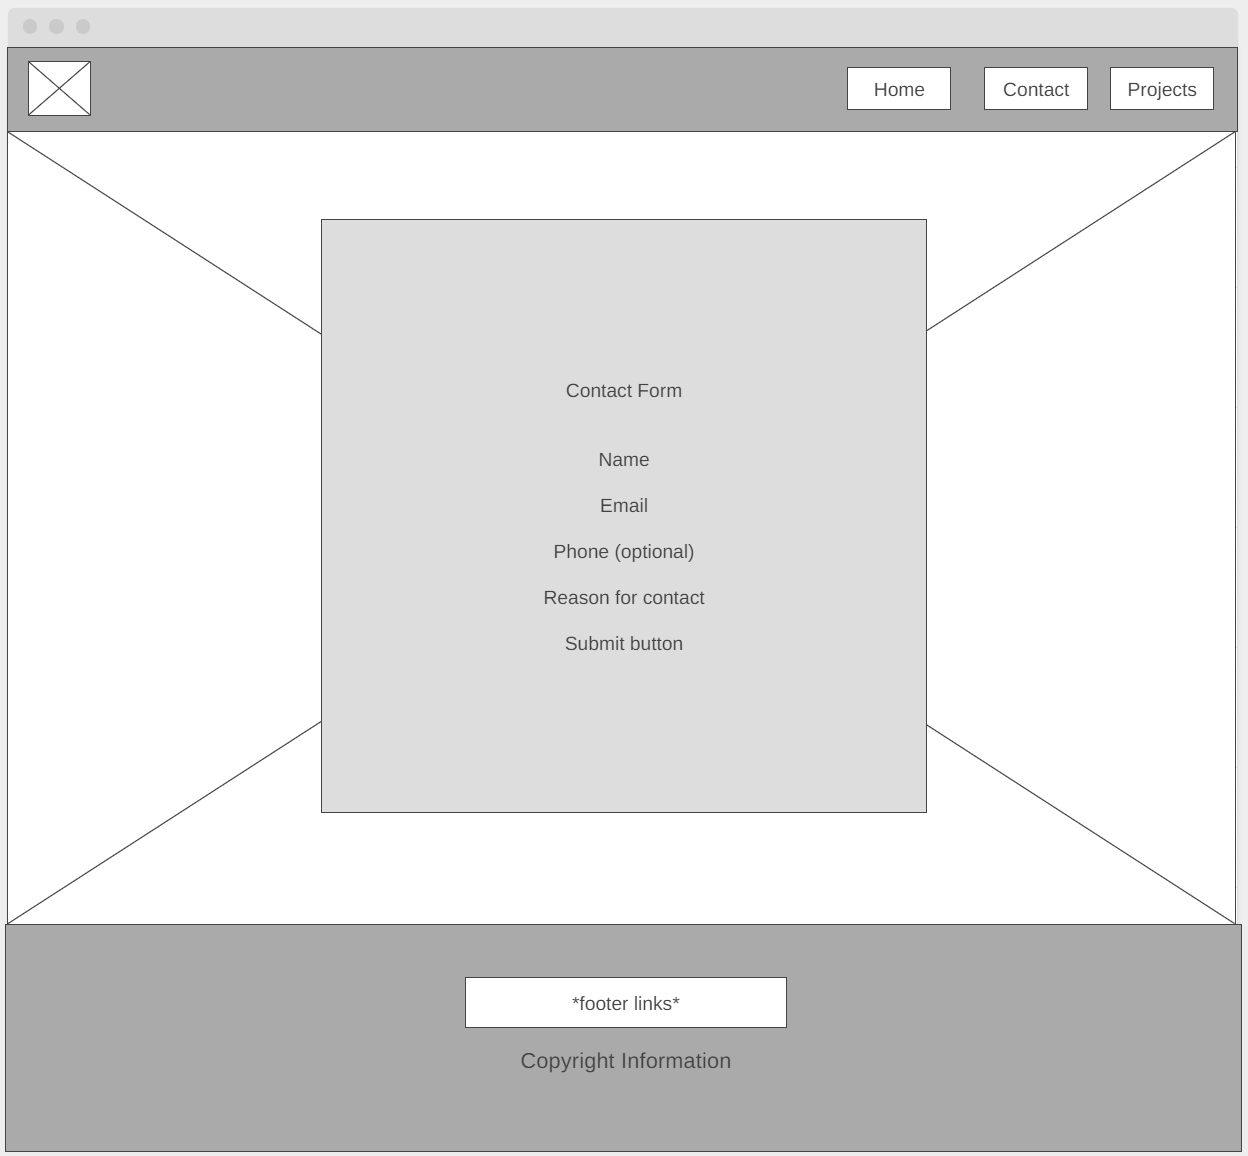 Home
Contact
Projects
Contact Form
Name
Email
Phone (optional)
Reason for contact
Submit button
*footer links*
Copyright Information